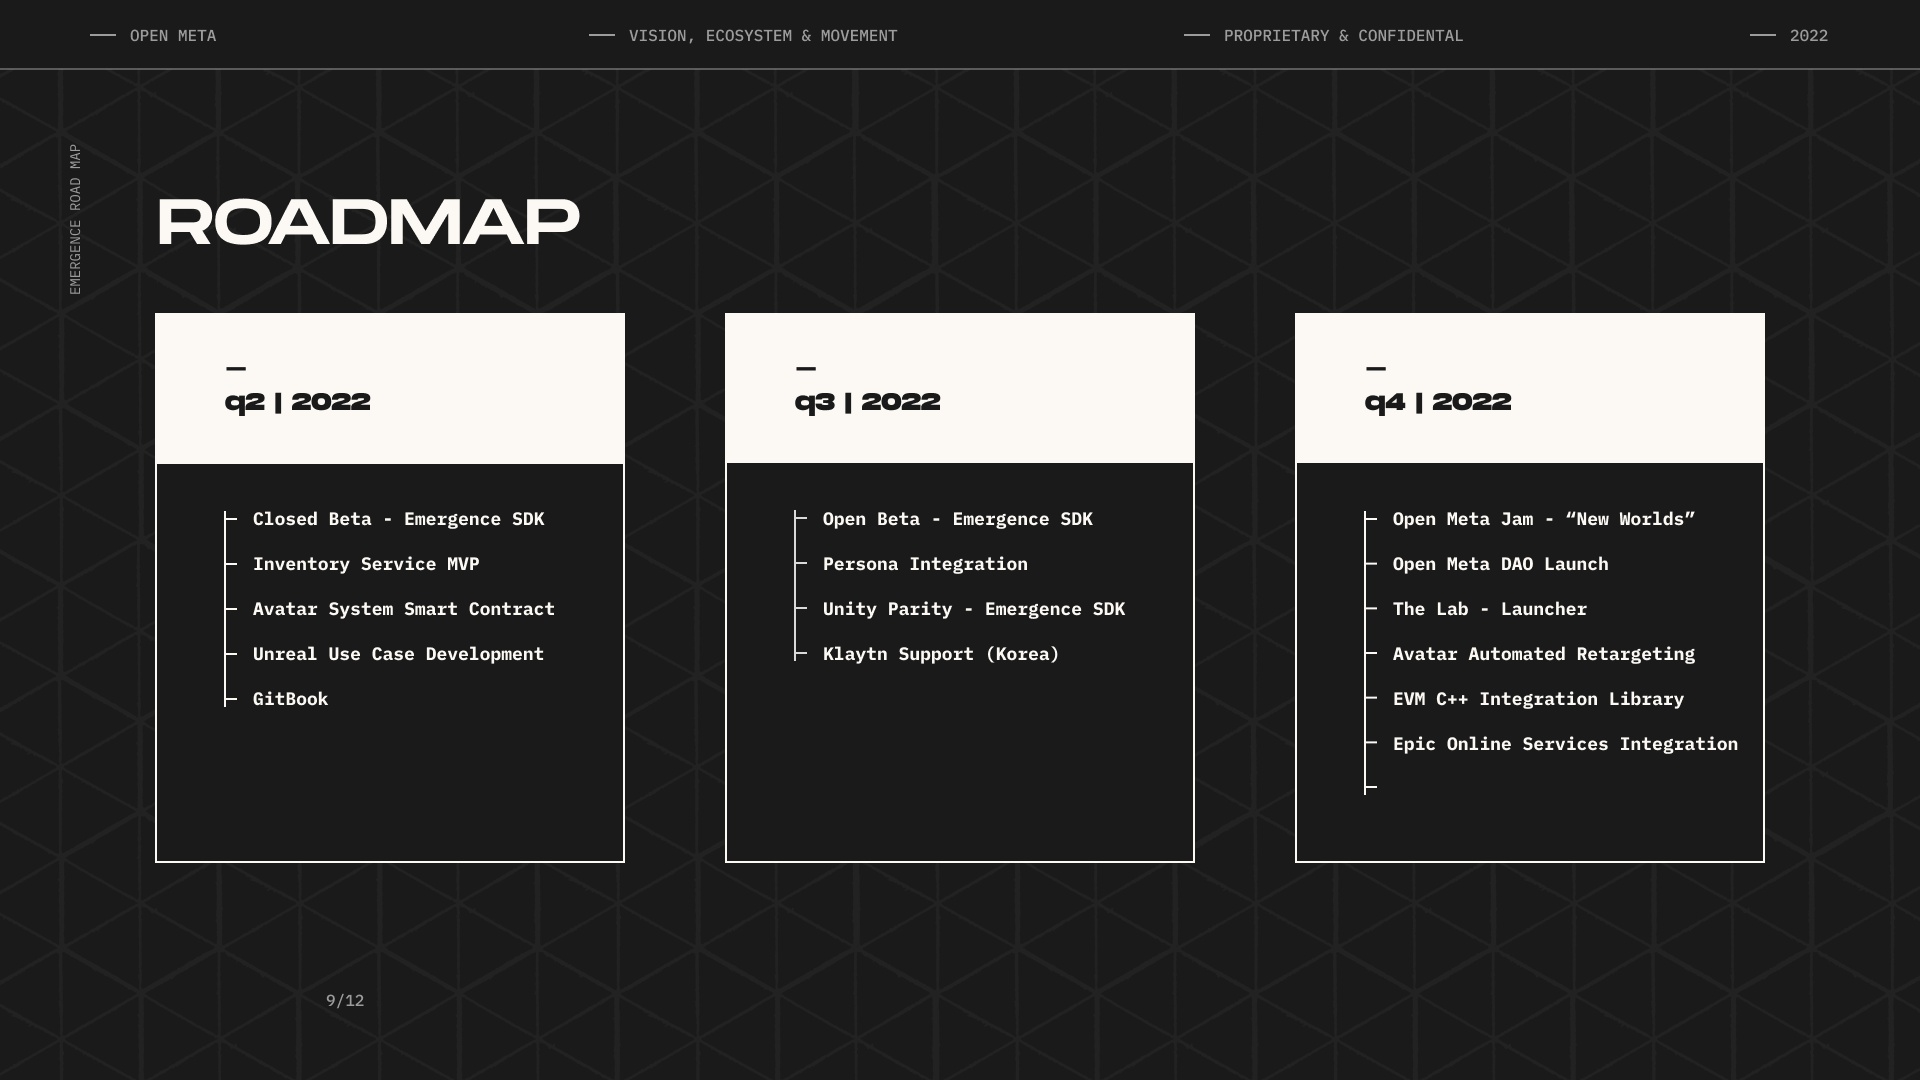 OPEN META
VISION, ECOSYSTEM & MOVEMENT
PROPRIETARY & CONFIDENTAL
2022
EMERGENCE ROAD MAP
ROADMAP
q2 | 2022
Closed Beta - Emergence SDK
Inventory Service MVP
Avatar System Smart Contract
Unreal Use Case Development
GitBook
q3 | 2022
Open Beta - Emergence SDK
Persona Integration
Unity Parity - Emergence SDK
Klaytn Support (Korea)
q4 | 2022
Open Meta Jam - “New Worlds”
Open Meta DAO Launch
The Lab - Launcher
Avatar Automated Retargeting
EVM C++ Integration Library
Epic Online Services Integration
9/12